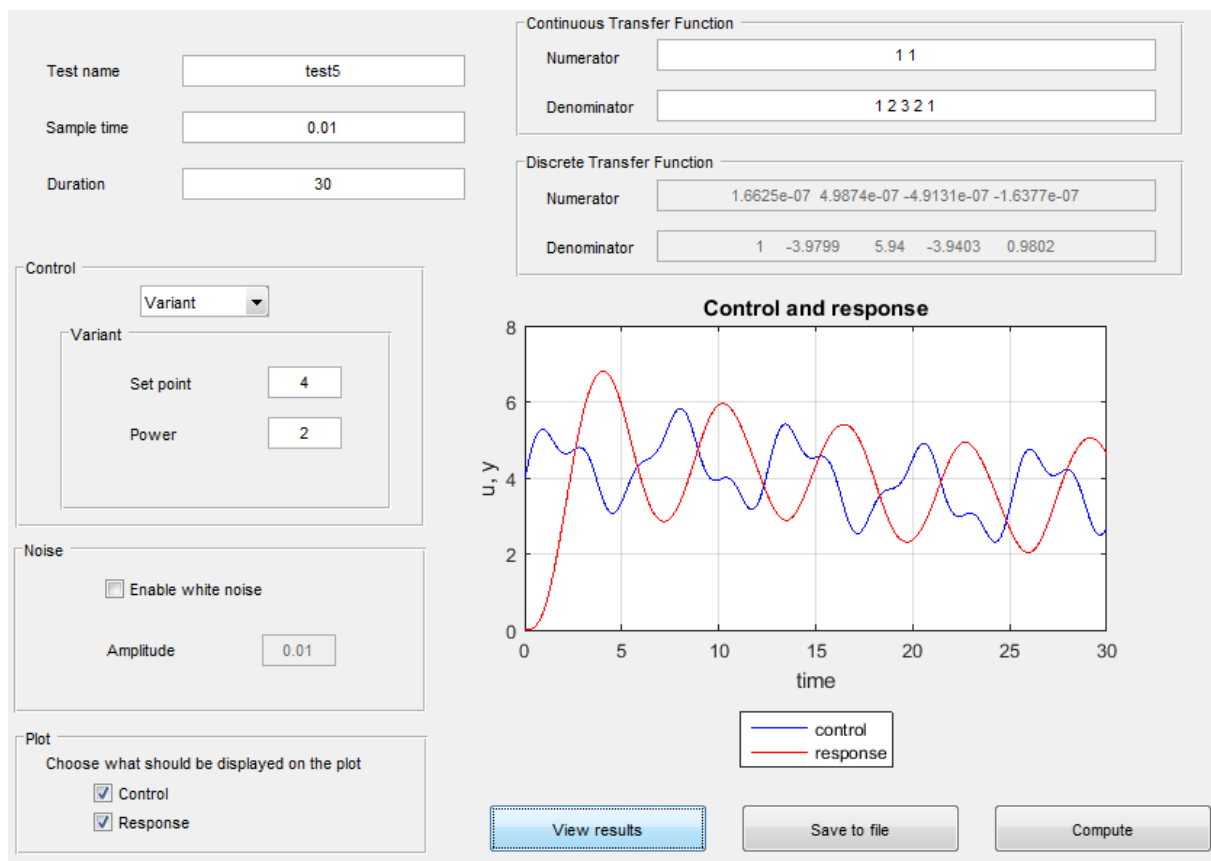 Test name
test5
Sample time
0.01
Duration
30
Continuous Transfer Function
Numerator
1 1
Denominator
1 2 3 2 1
Discrete Transfer Function
Numerator
1.6625e-07 4.9874e-07 -4.9131e-07 -1.6377e-07
Denominator
1 -3.9799 5.94 -3.9403 0.9802
Control
Variant
Variant
Set point
4
Power
2
Noise
Enable white noise
Amplitude
0.01
Plot
Choose what should be displayed on the plot
Control
Response
Control and response
8
6
4
2
0
u, y
0 5 10 15 20 25 30
time
control
response
View results
Save to file
Compute